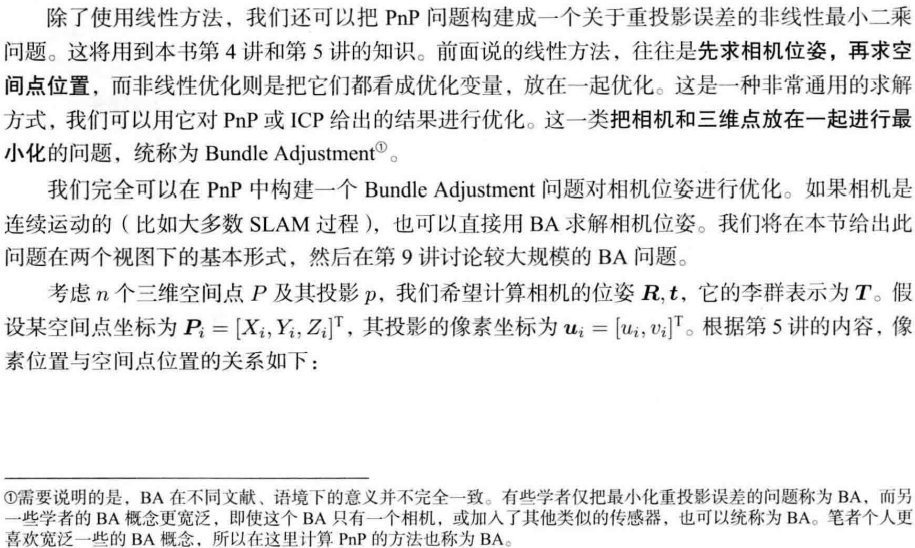 除了使用线性方法，我们还可以把 PnP 问题构建成一个关于重投影误差的非线性最小二乘
问题。这将用到本书第 4 讲和第 5 讲的知识。前面说的线性方法，往往是先求相机位姿，再求空
间点位置，而非线性优化则是把它们都看成优化变量，放在一起优化。这是一种非常通用的求解
方式，我们可以用它对 PnP 或 ICP 给出的结果进行优化。这一类把相机和三维点放在一起进行最
小化的问题，统称为 Bundle Adjustment①。
我们完全可以在 PnP 中构建一个 Bundle Adjustment 问题对相机位姿进行优化。如果相机是
连续运动的（比如大多数 SLAM 过程），也可以直接用 BA 求解相机位姿。我们将在本节给出此
问题在两个视图下的基本形式，然后在第 9 讲讨论较大规模的 BA 问题。
考虑 n 个三维空间点 P 及其投影 p，我们希望计算相机的位姿 R, t，它的李群表示为 T。假
设某空间点坐标为 Pᵢ = [Xᵢ, Yᵢ, Zᵢ]ᵀ，其投影的像素坐标为 uᵢ = [uᵢ, vᵢ]ᵀ。根据第 5 讲的内容，像
素位置与空间点位置的关系如下：
①需要说明的是，BA 在不同文献、语境下的意义并不完全一致。有些学者仅把最小化重投影误差的问题称为 BA，而另
一些学者的 BA 概念更宽泛，即使这个 BA 只有一个相机，或加入了其他类似的传感器，也可以统称为 BA。笔者个人更
喜欢宽泛一些的 BA 概念，所以在这里计算 PnP 的方法也称为 BA。